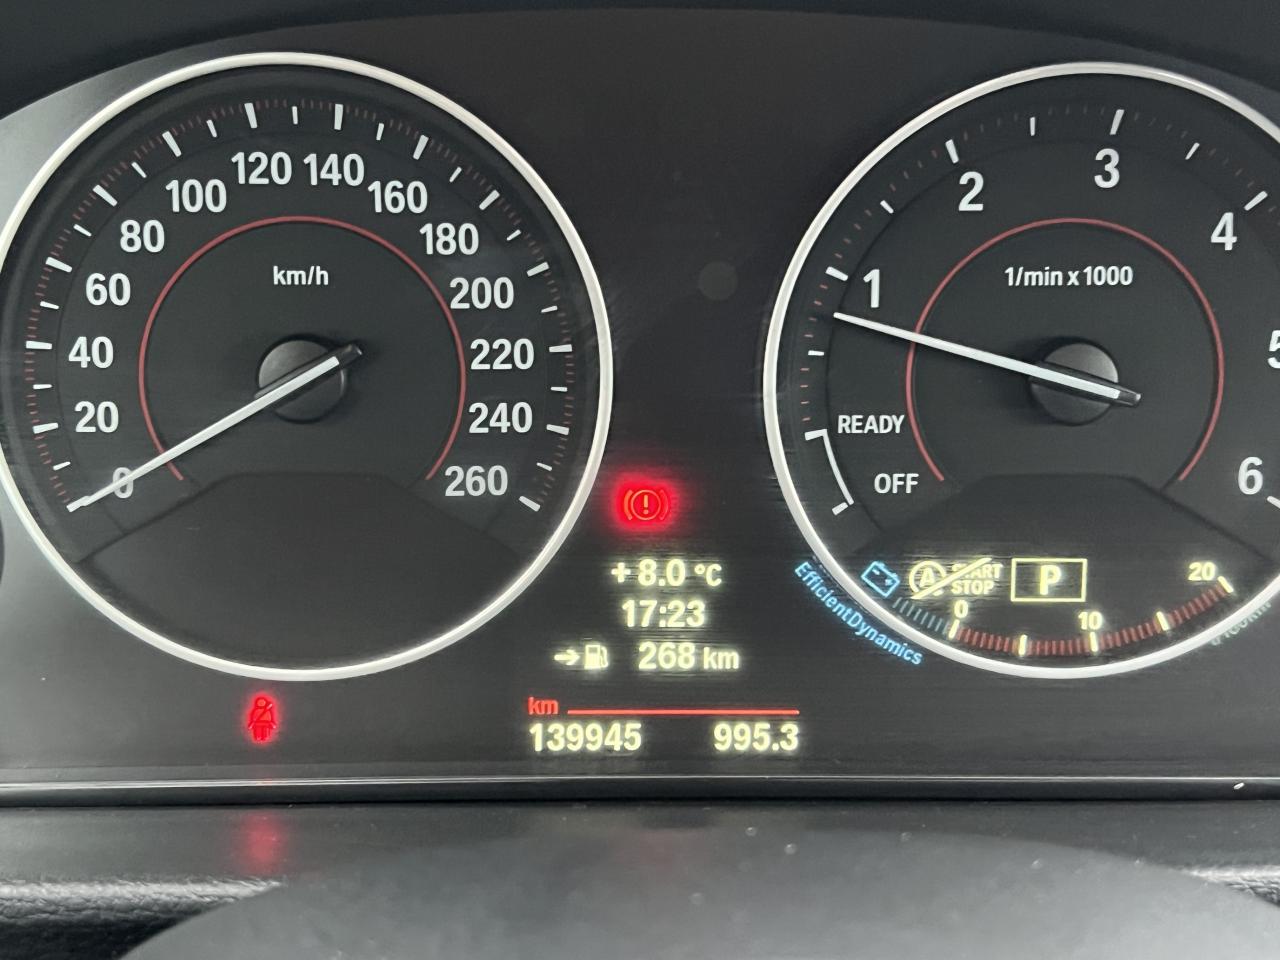 0
20
40
60
80
100
120
140
160
180
200
220
240
260
km/h
1
2
3
4
5
6
1/min x 1000
READY
OFF
+8.0 °C
17:23
268 km
km
139945 995.3
EfficientDynamics
A START STOP
P
0
10
20